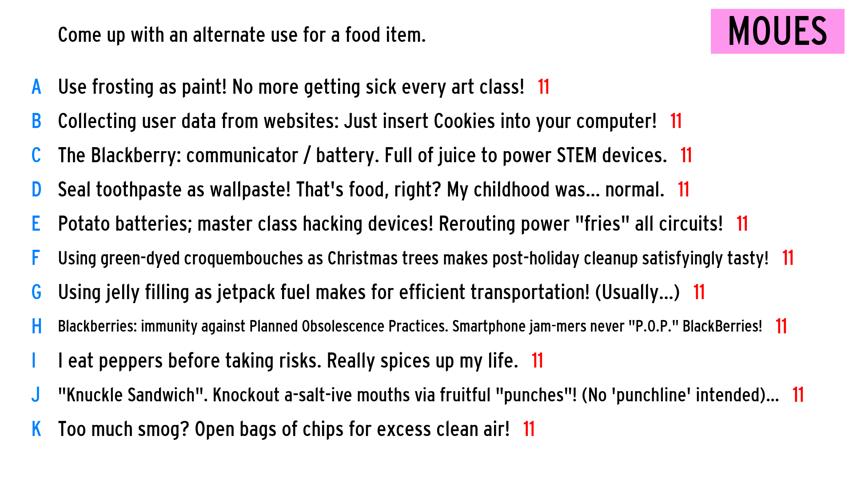 Come up with an alternate use for a food item.
MOUES
A Use frosting as paint! No more getting sick every art class! 11
B Collecting user data from websites: Just insert Cookies into your computer! 11
C The Blackberry: communicator / battery. Full of juice to power STEM devices. 11
D Seal toothpaste as wallpaste! That's food, right? My childhood was... normal. 11
E Potato batteries; master class hacking devices! Rerouting power "fries" all circuits! 11
F Using green-dyed croquembouches as Christmas trees makes post-holiday cleanup satisfyingly tasty! 11
G Using jelly filling as jetpack fuel makes for efficient transportation! (Usually...) 11
H Blackberries: immunity against Planned Obsolescence Practices. Smartphone jam-mers never "P.O.P." BlackBerries! 11
I I eat peppers before taking risks. Really spices up my life. 11
J "Knuckle Sandwich". Knockout a-salt-ive mouths via fruitful "punches"! (No 'punchline' intended)... 11
K Too much smog? Open bags of chips for excess clean air! 11